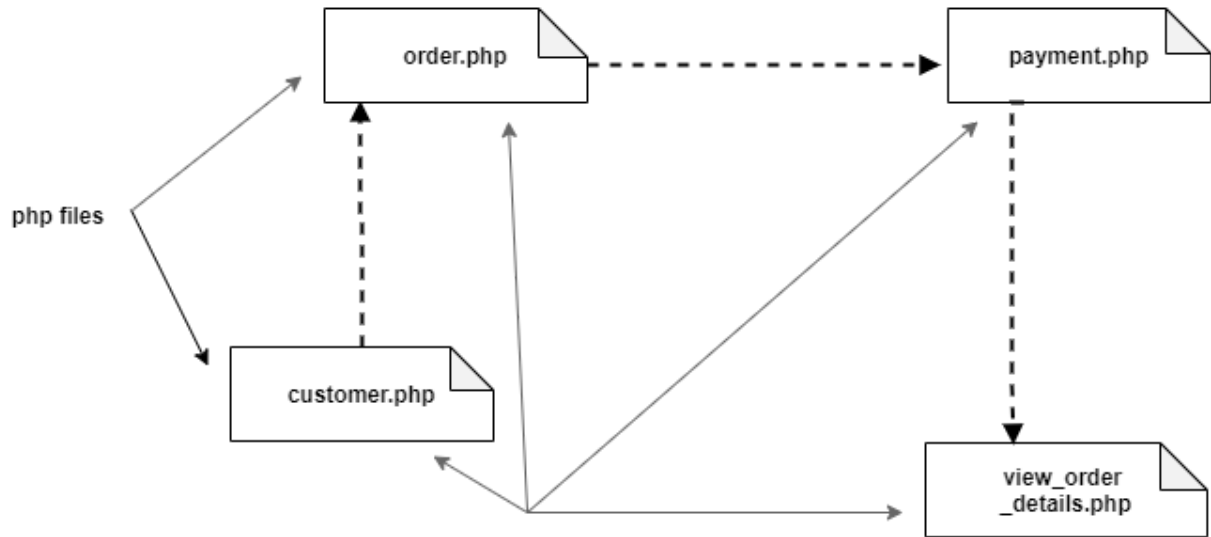 order.php
payment.php
php files
customer.php
view_order
_details.php